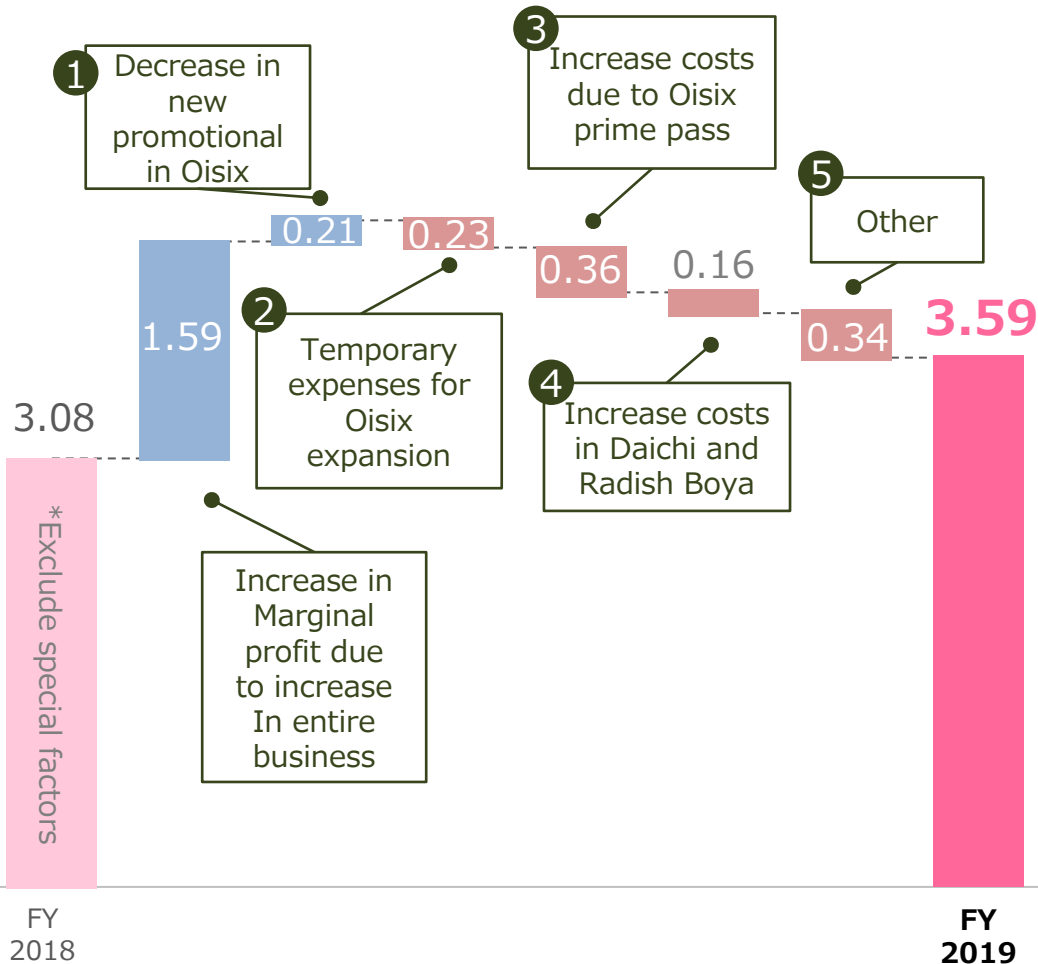 1
Decrease in
new
promotional
in Oisix
3
Increase costs
due to Oisix
prime pass
5
Other
0.21
0.23
0.36
0.16
0.34
3.59
1.59
3.08
2
Temporary
expenses for
Oisix
expansion
4
Increase costs
in Daichi and
Radish Boya
*Exclude special factors
Increase in
Marginal
profit due
to increase
In entire
business
FY
2018
FY
2019